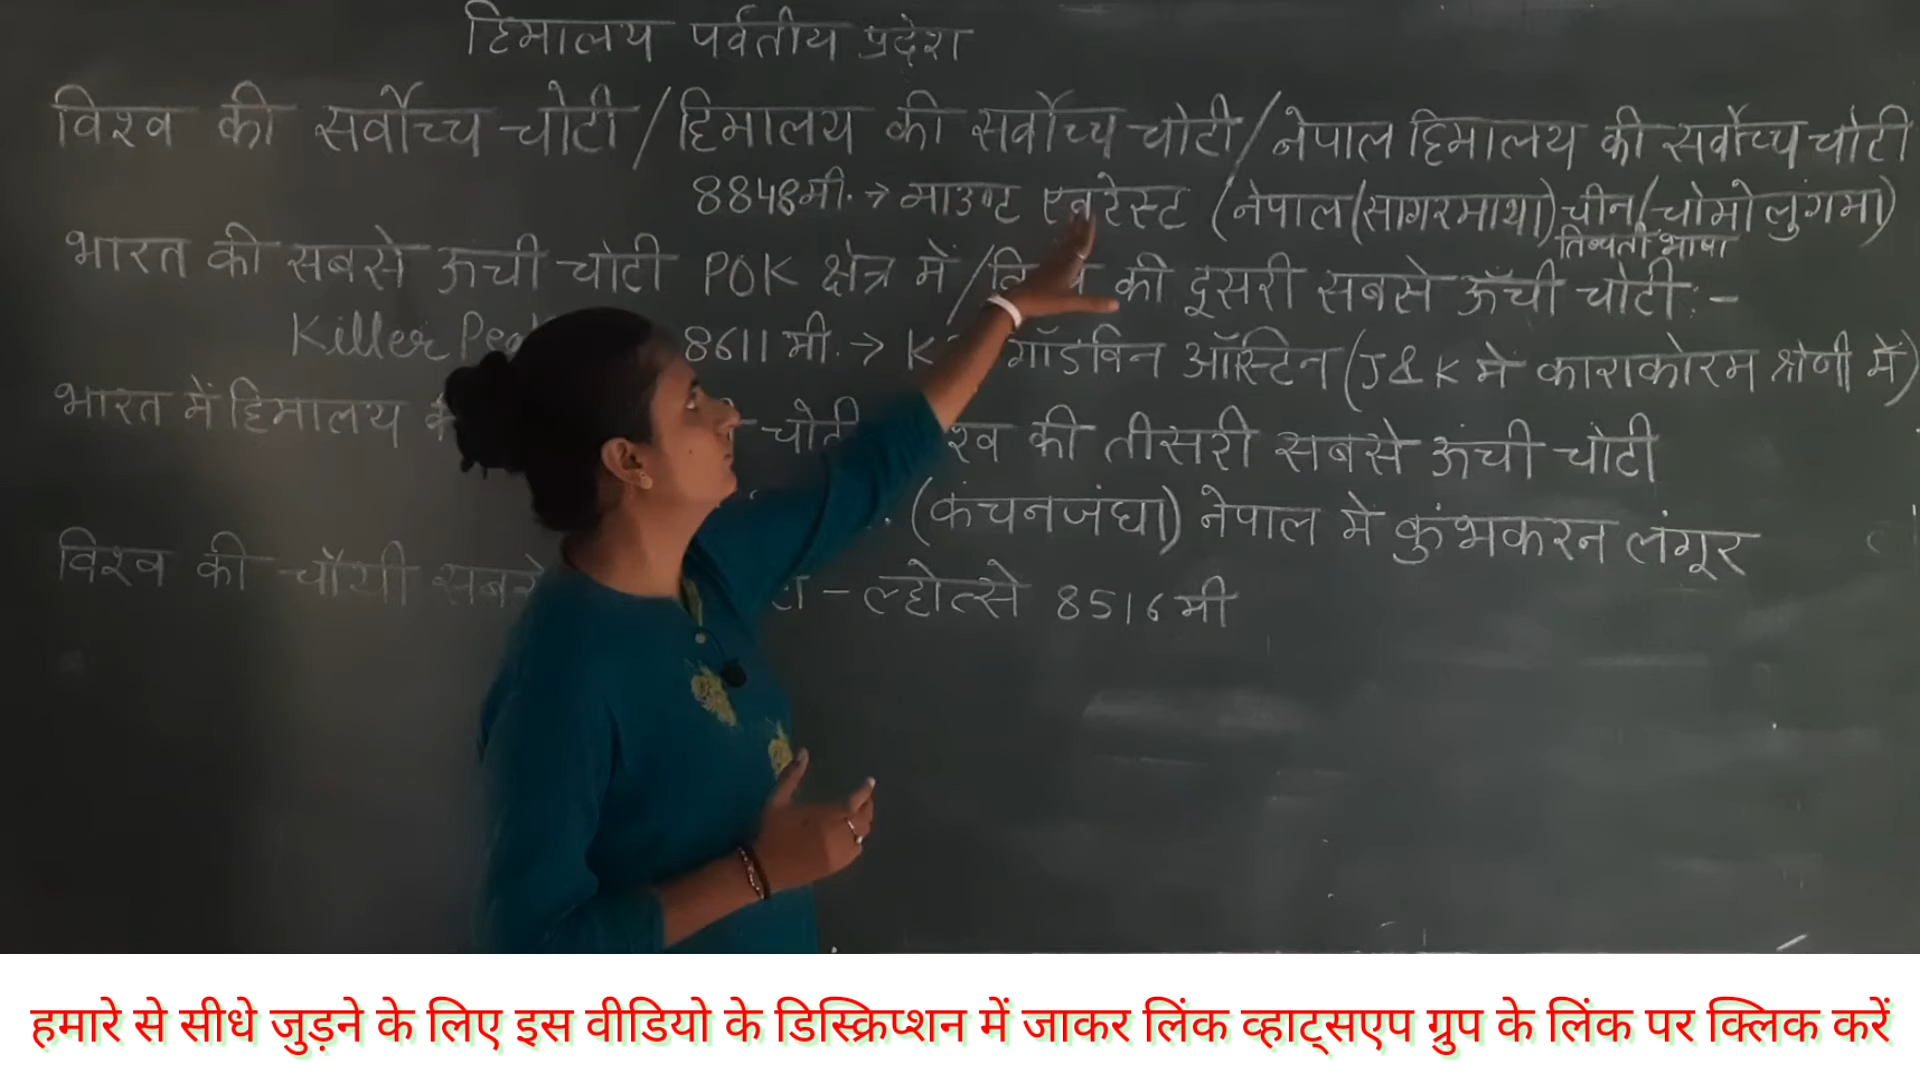 हिमालय पर्वतीय प्रदेश
विश्व की सर्वोच्च चोटी/हिमालय की सर्वोच्च चोटी/नेपाल हिमालय की सर्वोच्च चोटी
8848मी. → माउण्ट एवरेस्ट (नेपाल(सागरमाथा) चीन/चोमोलुंगमा)
तिब्बती भाषा
भारत की सबसे ऊंची चोटी POK क्षेत्र में/ की दूसरी सबसे ऊँची चोटी :-
Killer 8611 मी. → गॉडविन ऑस्टिन (J&K मे काराकोरम श्रेणी में)
भारत में हिमालय की तीसरी सबसे ऊंची चोटी
(कंचनजंघा) नेपाल मे कुंभकरन लंगूर
विश्व की चौथी - ल्होत्से 8516 मी
हमारे से सीधे जुड़ने के लिए इस वीडियो के डिस्क्रिप्शन में जाकर लिंक व्हाट्सएप ग्रुप के लिंक पर क्लिक करें